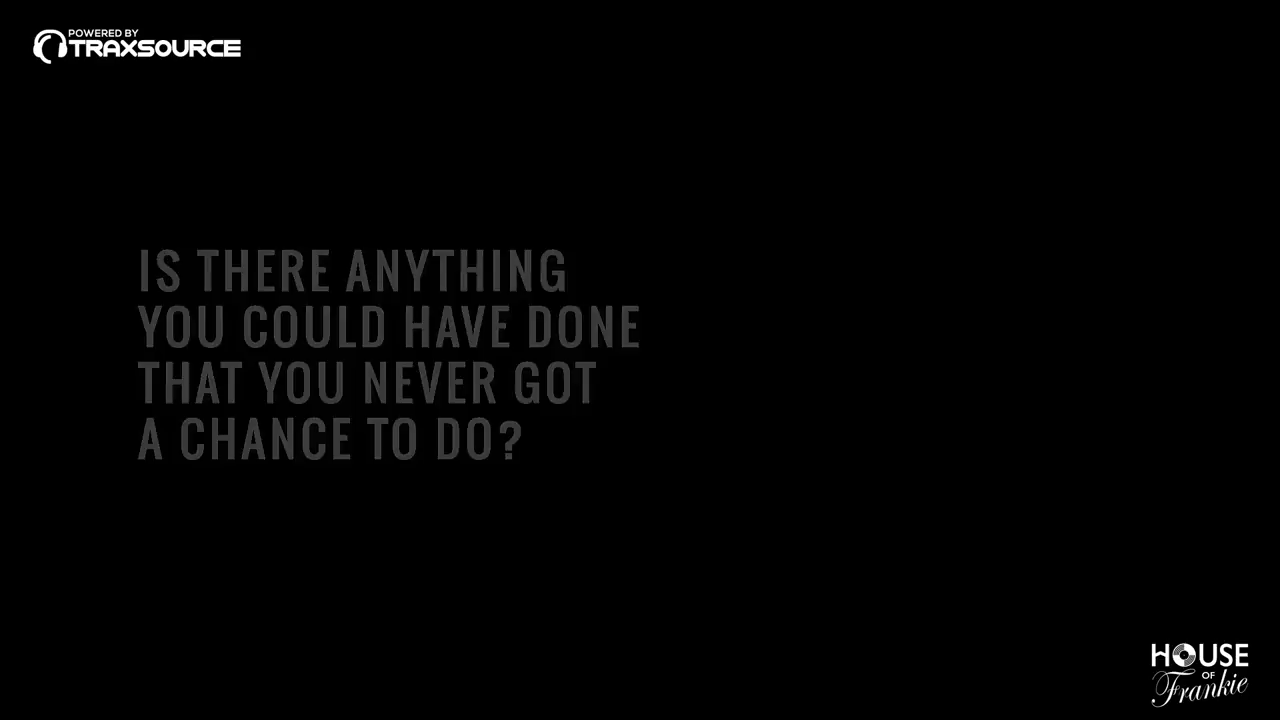 POWERED BY
TRAXSOURCE
IS THERE ANYTHING
YOU COULD HAVE DONE
THAT YOU NEVER GOT
A CHANCE TO DO?
HOUSE
OF
Frankie